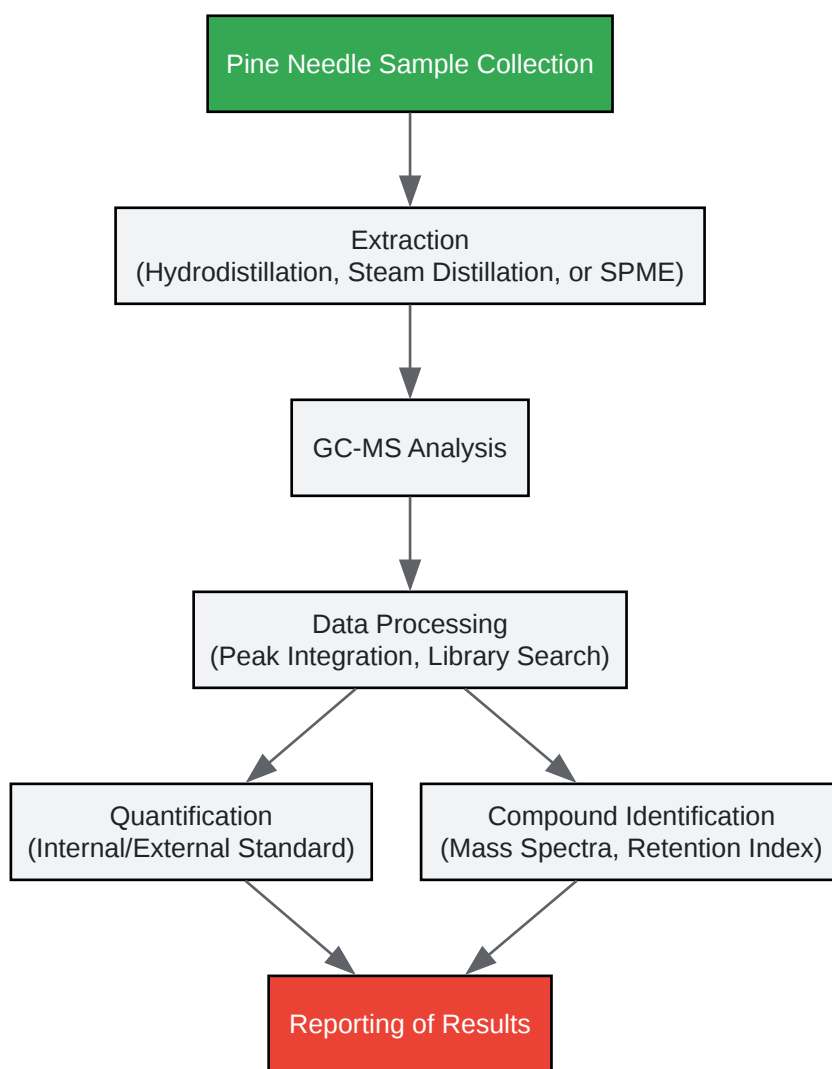 Pine Needle Sample Collection
Extraction
(Hydrodistillation, Steam Distillation, or SPME)
GC-MS Analysis
Data Processing
(Peak Integration, Library Search)
Quantification
(Internal/External Standard)
Compound Identification
(Mass Spectra, Retention Index)
Reporting of Results